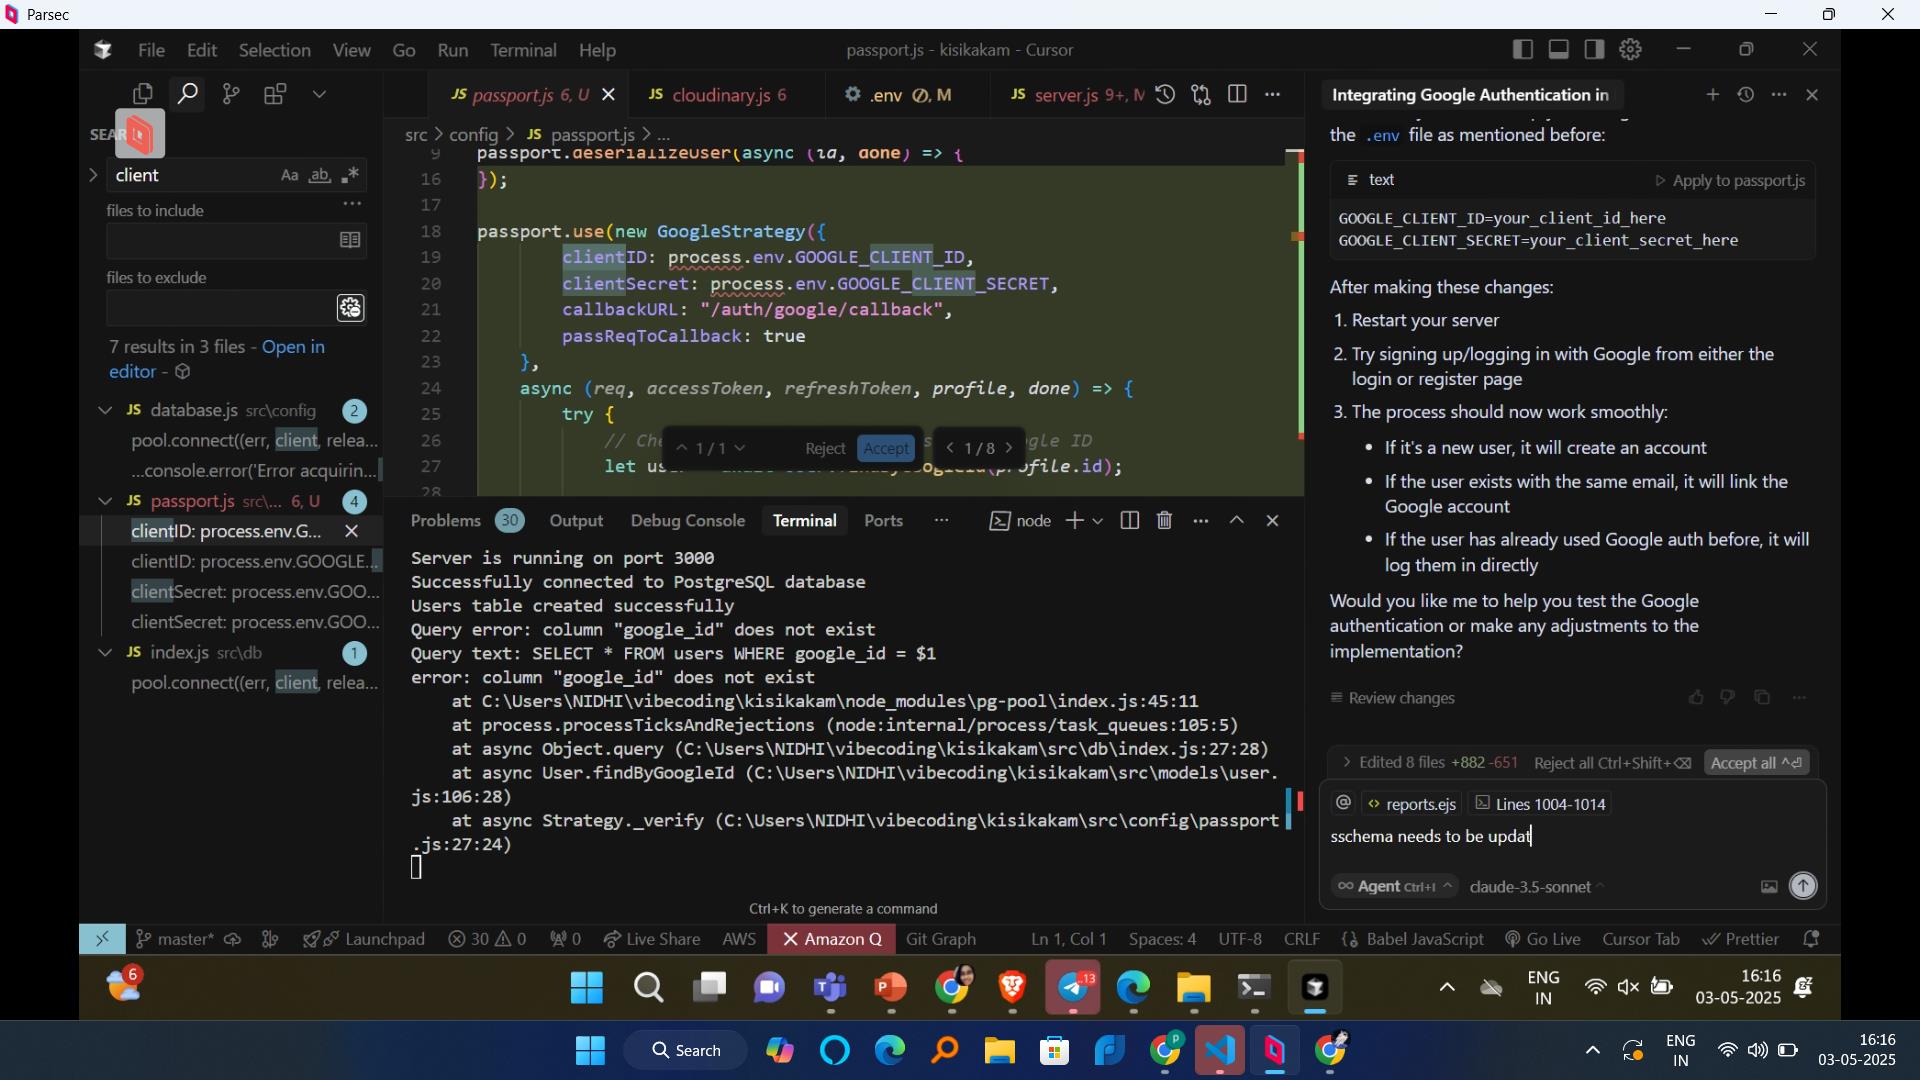 Parsec
File Edit Selection View Go Run Terminal Help
passport.js - kisikakam - Cursor
SEAR
client
Aa ab .*
files to include
files to exclude
7 results in 3 files - Open in
editor -
JS database.js src\config 2
pool.connect((err, client, relea...
...console.error('Error acquirin...
JS passport.js src\... 6, U 4
clientID: process.env.G...
clientID: process.env.GOOGLE...
clientSecret: process.env.GOO...
clientSecret: process.env.GOO...
JS index.js src\db 1
pool.connect((err, client, relea...
JS passport.js 6, U
JS cloudinary.js 6
.env , M
JS server.js 9+, M
src > config > JS passport.js > ...
9 passport.deserializeUser(async (id, done) => {
16 });
17
18 passport.use(new GoogleStrategy({
19 clientID: process.env.GOOGLE_CLIENT_ID,
20 clientSecret: process.env.GOOGLE_CLIENT_SECRET,
21 callbackURL: "/auth/google/callback",
22 passReqToCallback: true
23 },
24 async (req, accessToken, refreshToken, profile, done) => {
25 try {
26 // Che gle ID
27 let us (profile.id);
28
1 / 1 Reject Accept
1 / 8
Problems 30 Output Debug Console Terminal Ports
node
Server is running on port 3000
Successfully connected to PostgreSQL database
Users table created successfully
Query error: column "google_id" does not exist
Query text: SELECT * FROM users WHERE google_id = $1
error: column "google_id" does not exist
at C:\Users\NIDHI\vibecoding\kisikakam\node_modules\pg-pool\index.js:45:11
at process.processTicksAndRejections (node:internal/process/task_queues:105:5)
at async Object.query (C:\Users\NIDHI\vibecoding\kisikakam\src\db\index.js:27:28)
at async User.findByGoogleId (C:\Users\NIDHI\vibecoding\kisikakam\src\models\user.
js:106:28)
at async Strategy._verify (C:\Users\NIDHI\vibecoding\kisikakam\src\config\passport
.js:27:24)
Ctrl+K to generate a command
Integrating Google Authentication in
the .env file as mentioned before:
text
Apply to passport.js
GOOGLE_CLIENT_ID=your_client_id_here
GOOGLE_CLIENT_SECRET=your_client_secret_here
After making these changes:
1. Restart your server
2. Try signing up/logging in with Google from either the
login or register page
3. The process should now work smoothly:
• If it's a new user, it will create an account
• If the user exists with the same email, it will link the
Google account
• If the user has already used Google auth before, it will
log them in directly
Would you like me to help you test the Google
authentication or make any adjustments to the
implementation?
Review changes
Edited 8 files +882 -651 Reject all Ctrl+Shift+⌫ Accept all ^⏎
@ reports.ejs Lines 1004-1014
sschema needs to be updat
∞ Agent Ctrl+I ^ claude-3.5-sonnet ^
master* Launchpad 30 0 0 Live Share AWS Amazon Q Git Graph
Ln 1, Col 1 Spaces: 4 UTF-8 CRLF {} Babel JavaScript Go Live Cursor Tab Prettier
6
13
ENG
IN
16:16
03-05-2025
Search
P
ENG
IN
16:16
03-05-2025